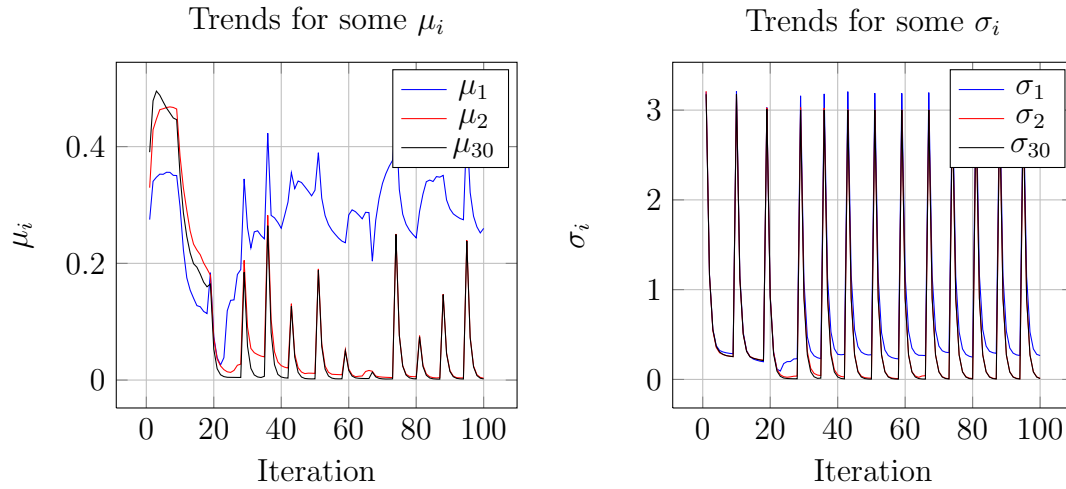 Trends for some μ_i
μ_i
0.4
0.2
0
μ_1
μ_2
μ_30
0 20 40 60 80 100
Iteration
Trends for some σ_i
σ_i
3
2
1
0
σ_1
σ_2
σ_30
0 20 40 60 80 100
Iteration